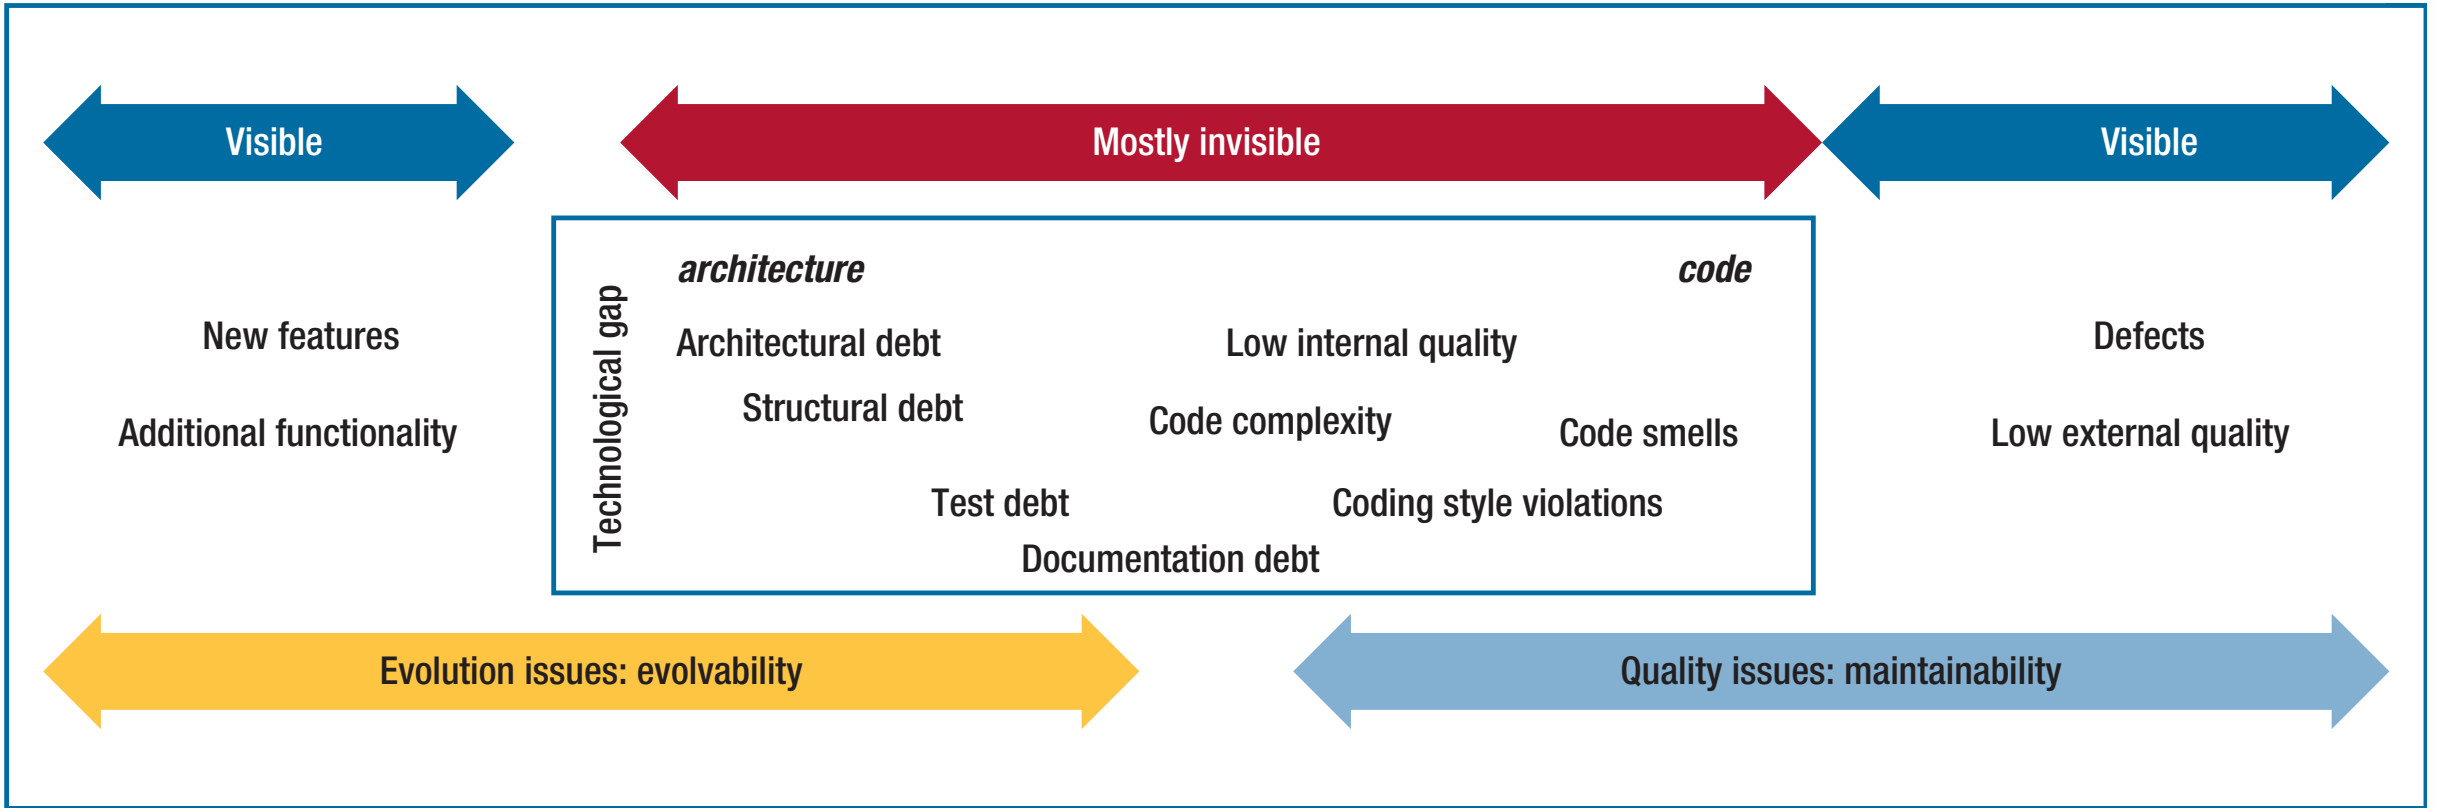 Visible
Mostly invisible
Visible
architecture
code
Technological gap
New features
Architectural debt
Low internal quality
Defects
Structural debt
Code complexity
Additional functionality
Code smells
Low external quality
Test debt
Coding style violations
Documentation debt
Evolution issues: evolvability
Quality issues: maintainability